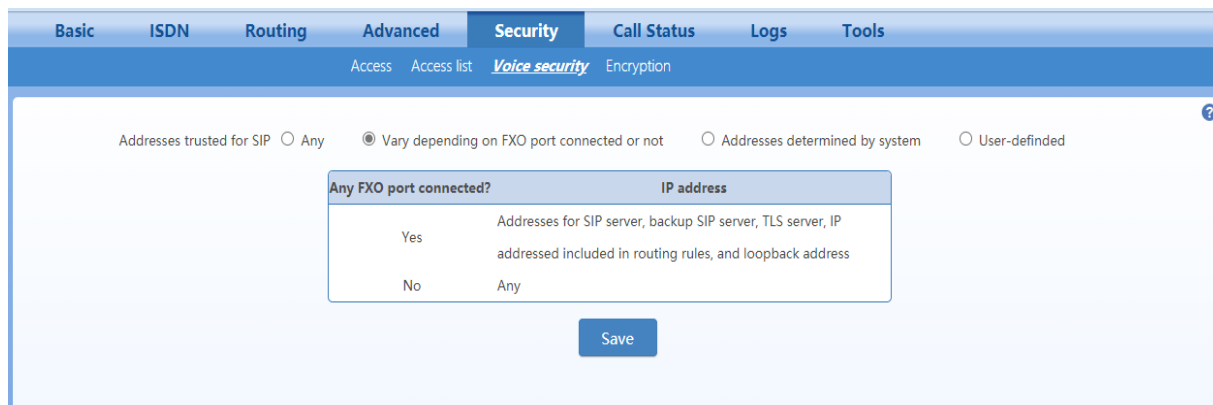 Basic ISDN Routing Advanced Security Call Status Logs Tools
Access Access list Voice security Encryption
?
Addresses trusted for SIP Any Vary depending on FXO port connected or not Addresses determined by system User-definded
Any FXO port connected? IP address
Yes Addresses for SIP server, backup SIP server, TLS server, IP
addressed included in routing rules, and loopback address
No Any
Save